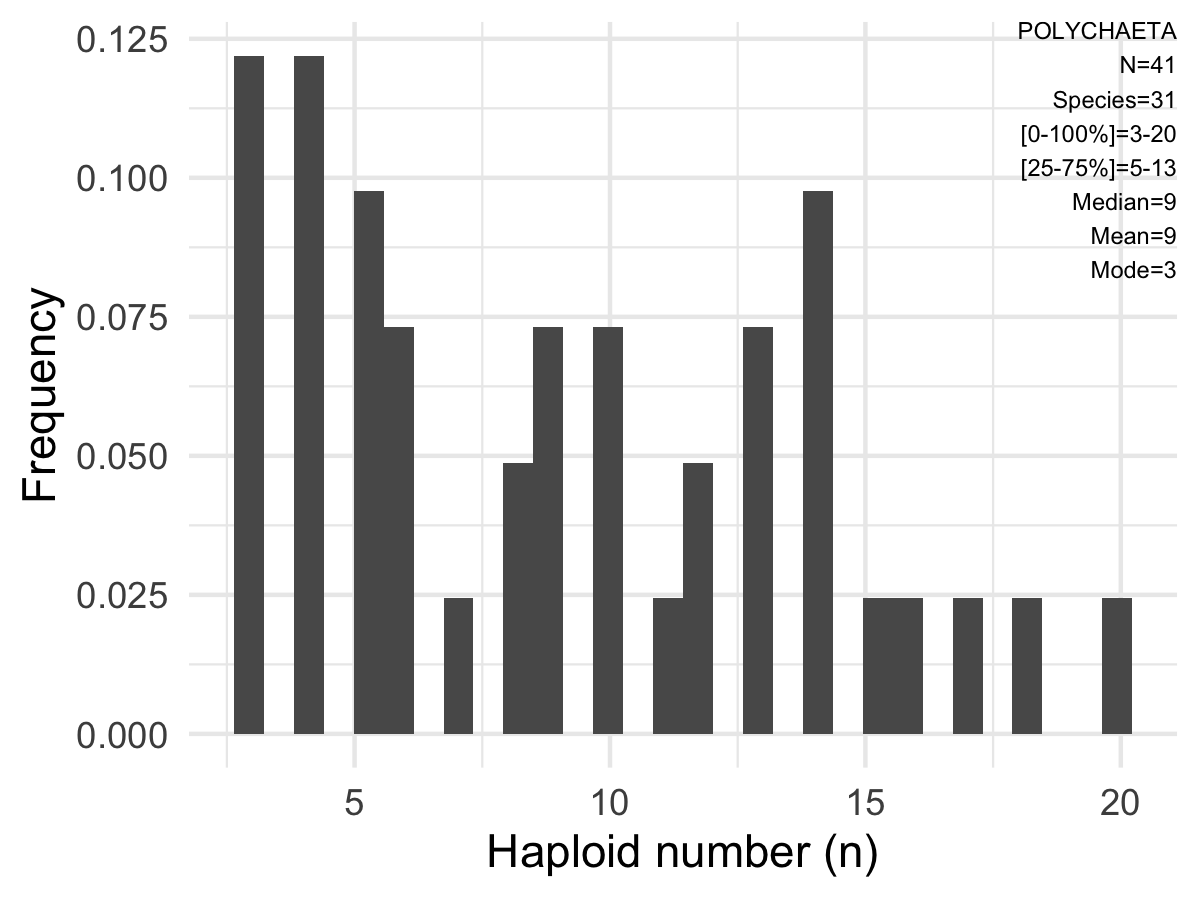 POLYCHAETA
N=41
Species=31
[0-100%]=3-20
[25-75%]=5-13
Median=9
Mean=9
Mode=3
0.125
0.100
0.075
0.050
0.025
0.000
Frequency
5 10 15 20
Haploid number (n)